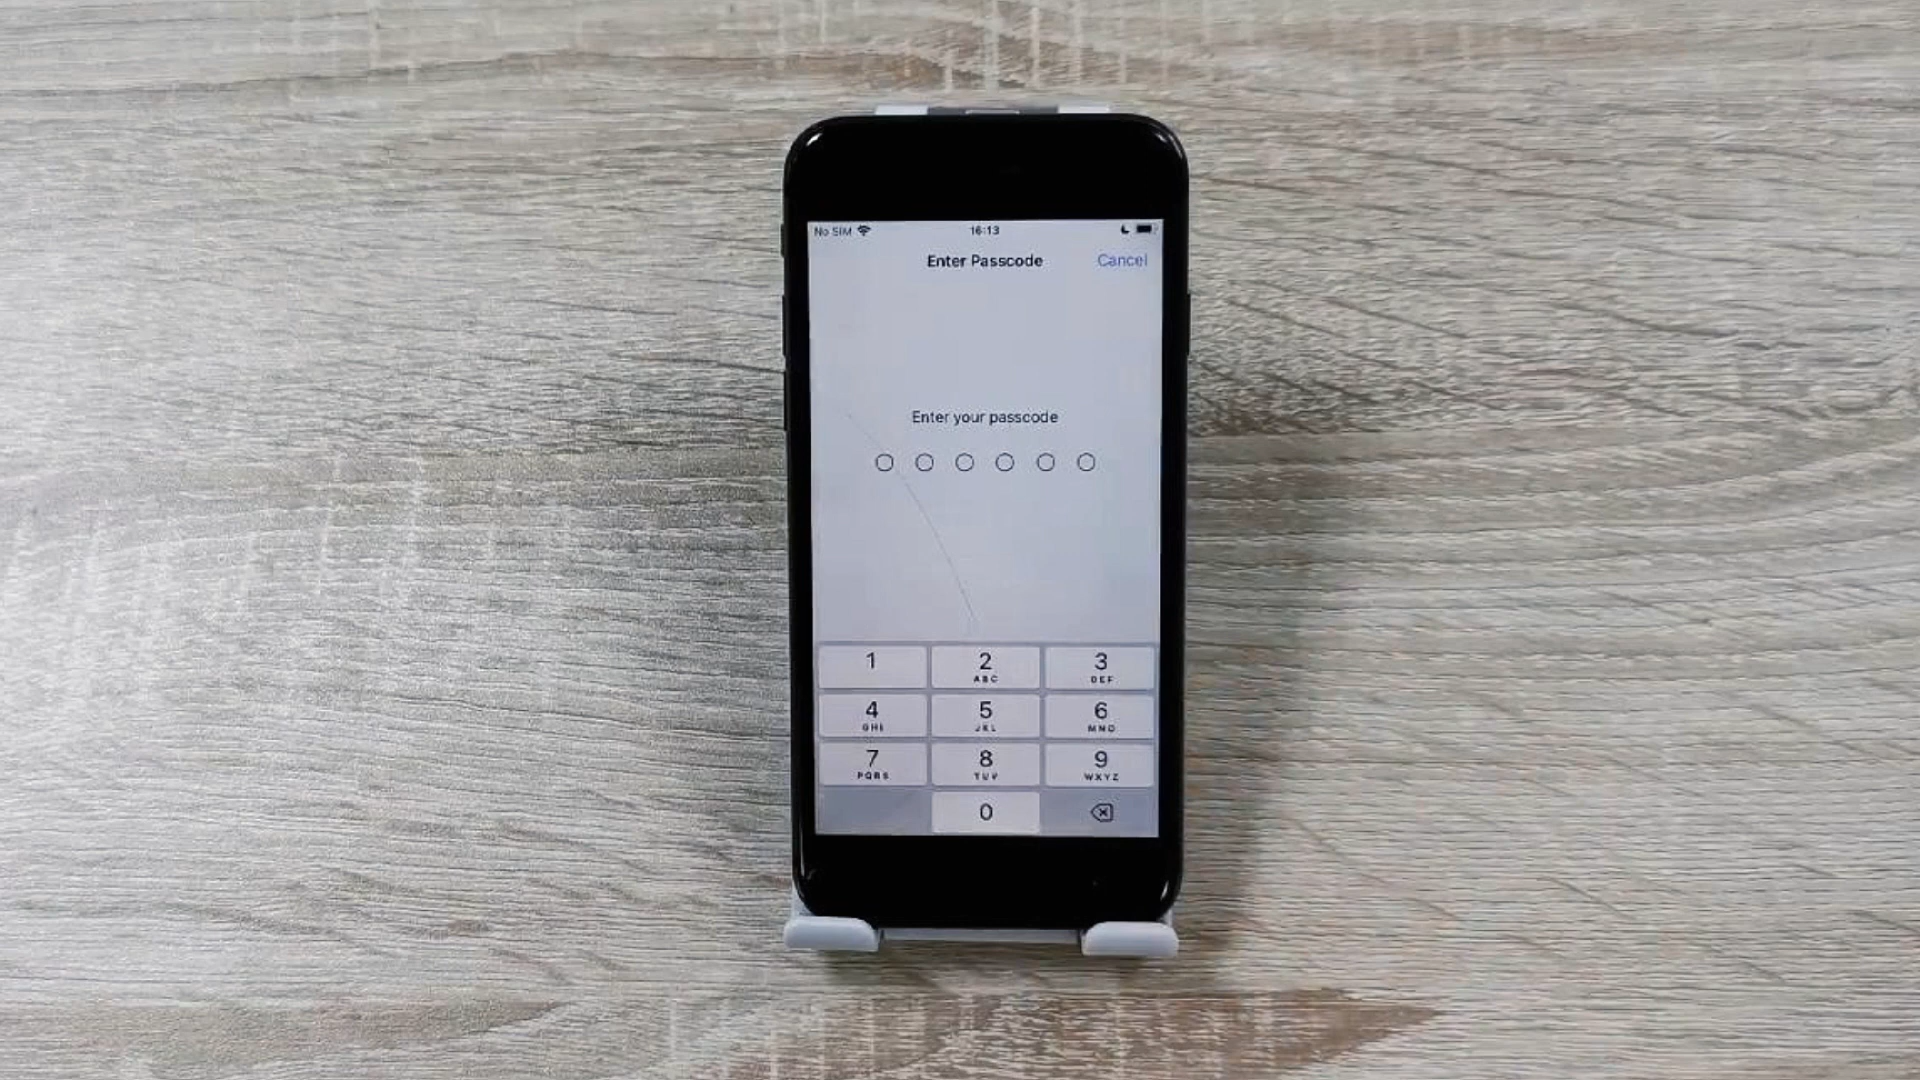 No SIM 16:13
Enter Passcode Cancel
Enter your passcode
1 2 3
ABC DEF
4 5 6
GHI JKL MNO
7 8 9
PQRS TUV WXYZ
0